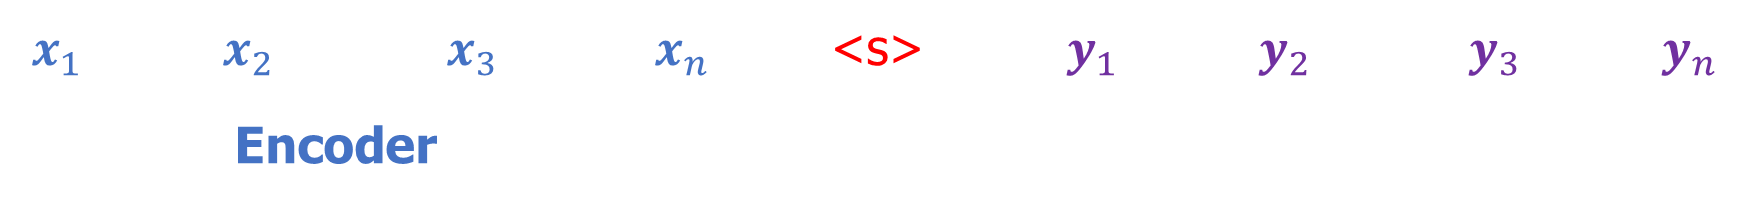 x₁ x₂ x₃ xₙ <s> y₁ y₂ y₃ yₙ
Encoder